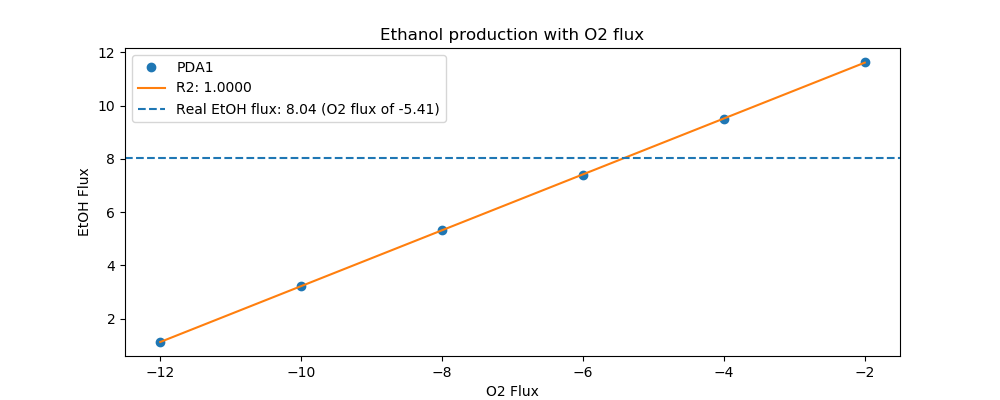 Ethanol production with O2 flux
PDA1
R2: 1.0000
Real EtOH flux: 8.04 (O2 flux of -5.41)
12
10
8
6
4
2
EtOH Flux
−12
−10
−8
−6
−4
−2
O2 Flux